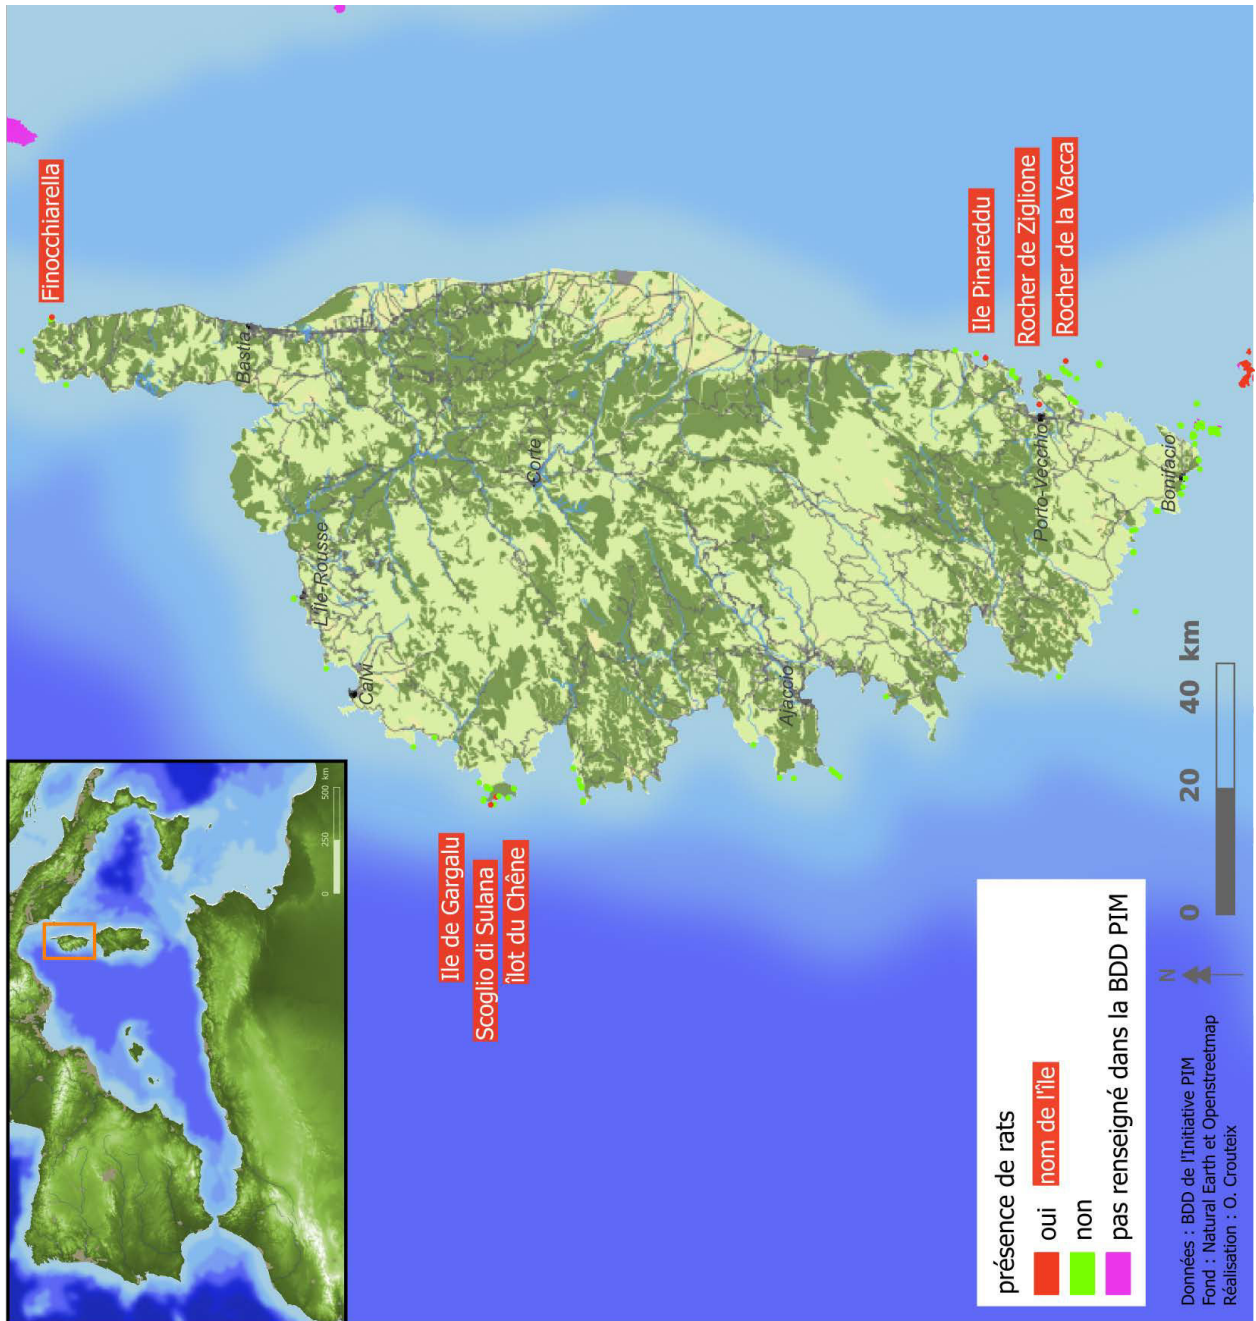 Finocchiarella
Bastia
L'Île-Rousse
Calvi
Corte
Ile de Gargalu
Scoglio di Sulana
îlot du Chêne
Ajaccio
Ile Pinareddu
Rocher de Ziglione
Rocher de la Vacca
Porto-Vecchio
Bonifacio
0 250 500 km
présence de rats
oui nom de l'île
non
pas renseigné dans la BDD PIM
N
0 20 40 km
Données : BDD de l'Initiative PIM
Fond : Natural Earth et Openstreetmap
Réalisation : O. Crouteix